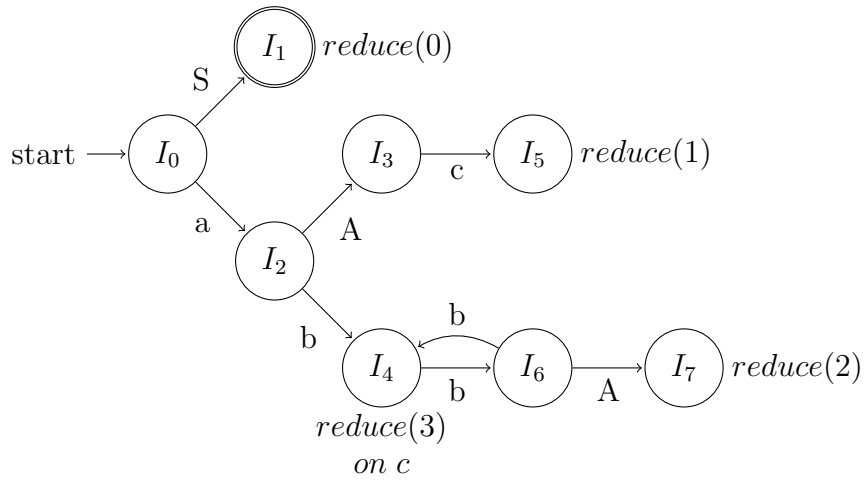 I1 reduce(0)
S
start I0 I3 I5 reduce(1)
c
a A
I2
b b
I4 I6 I7 reduce(2)
b A
reduce(3)
on c